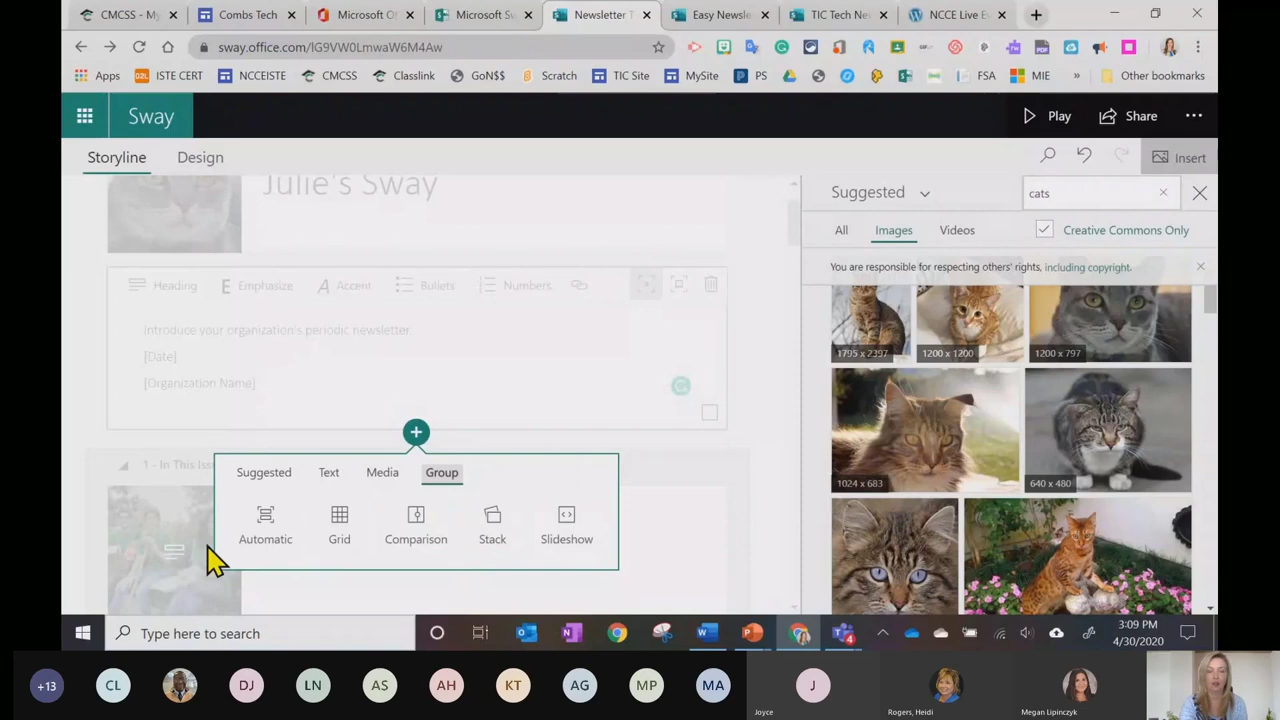 CMCSS - My
Combs Tech
Microsoft Of
Microsoft Sw
Newsletter T
Easy Newsle
TIC Tech Ne
NCCE Live Ev
sway.office.com/IG9VW0LmwaW6M4Aw
Apps
ISTE CERT
NCCEISTE
CMCSS
Classlink
GoN$$
Scratch
TIC Site
MySite
PS
FSA
MIE
»
Other bookmarks
Sway
Play
Share
Storyline
Design
Insert
Julie's Sway
Suggested
cats
All
Images
Videos
Creative Commons Only
You are responsible for respecting others' rights, including copyright.
Heading
E Emphasize
A Accent
Bullets
Numbers
Introduce your organization's periodic newsletter.
[Date]
[Organization Name]
1795 x 2397
1200 x 1200
1200 x 797
1 - In This Iss
Suggested
Text
Media
Group
Automatic
Grid
Comparison
Stack
Slideshow
1024 x 683
640 x 480
Type here to search
4
3:09 PM
4/30/2020
+13
CL
DJ
LN
AS
AH
KT
AG
MP
MA
J
Joyce
Rogers, Heidi
Megan Lipinczyk